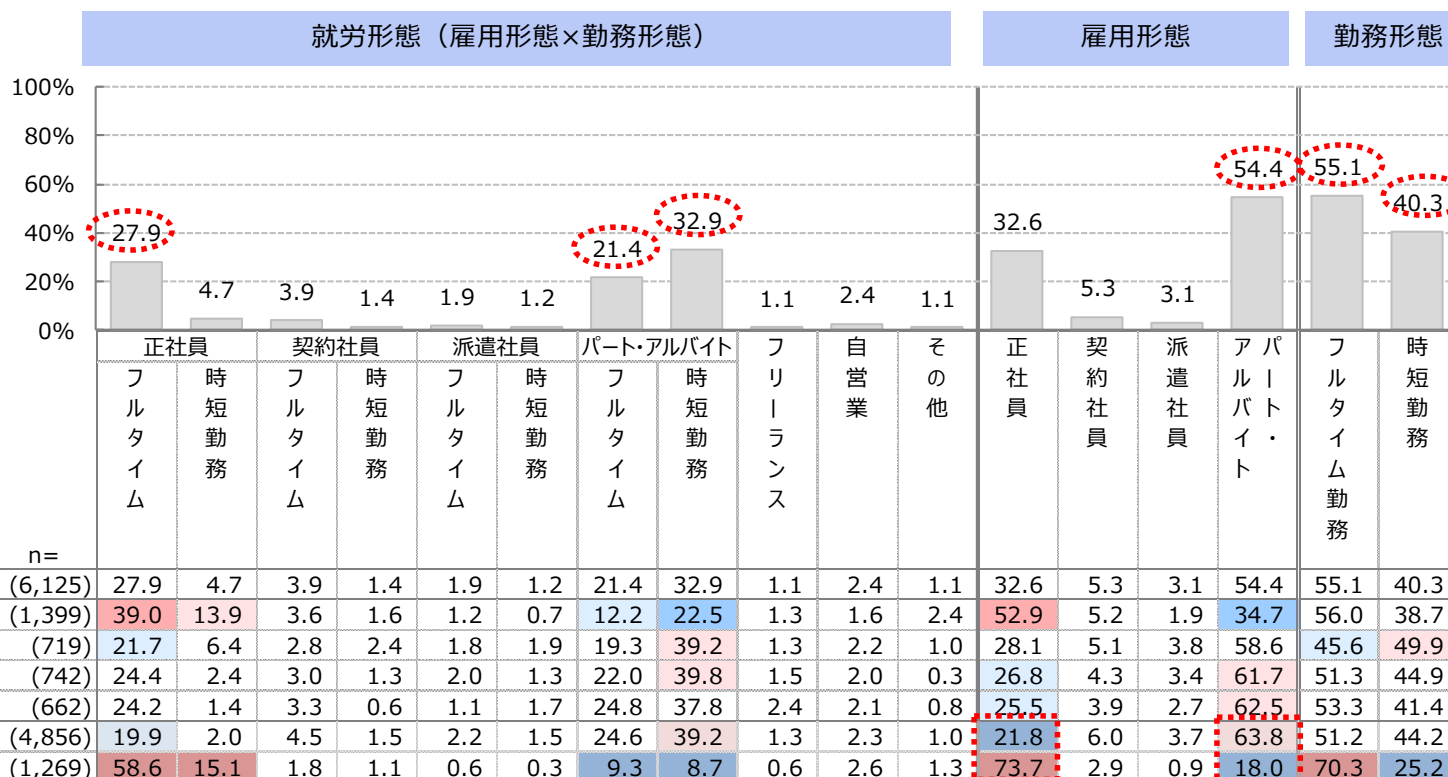 就労形態（雇用形態×勤務形態） 雇用形態 勤務形態
100%
80%
60%
40%
20%
0%
27.9 4.7 3.9 1.4 1.9 1.2 21.4 32.9 1.1 2.4 1.1 32.6 5.3 3.1 54.4 55.1 40.3
正社員 契約社員 派遣社員 パート・アルバイト フリーランス 自営業 その他 正社員 契約社員 派遣社員 パート・アルバイト フルタイム勤務 時短勤務
フルタイム 時短勤務 フルタイム 時短勤務 フルタイム 時短勤務 フルタイム 時短勤務
n=
(6,125) 27.9 4.7 3.9 1.4 1.9 1.2 21.4 32.9 1.1 2.4 1.1 32.6 5.3 3.1 54.4 55.1 40.3
(1,399) 39.0 13.9 3.6 1.6 1.2 0.7 12.2 22.5 1.3 1.6 2.4 52.9 5.2 1.9 34.7 56.0 38.7
(719) 21.7 6.4 2.8 2.4 1.8 1.9 19.3 39.2 1.3 2.2 1.0 28.1 5.1 3.8 58.6 45.6 49.9
(742) 24.4 2.4 3.0 1.3 2.0 1.3 22.0 39.8 1.5 2.0 0.3 26.8 4.3 3.4 61.7 51.3 44.9
(662) 24.2 1.4 3.3 0.6 1.1 1.7 24.8 37.8 2.4 2.1 0.8 25.5 3.9 2.7 62.5 53.3 41.4
(4,856) 19.9 2.0 4.5 1.5 2.2 1.5 24.6 39.2 1.3 2.3 1.0 21.8 6.0 3.7 63.8 51.2 44.2
(1,269) 58.6 15.1 1.8 1.1 0.6 0.3 9.3 8.7 0.6 2.6 1.3 73.7 2.9 0.9 18.0 70.3 25.2